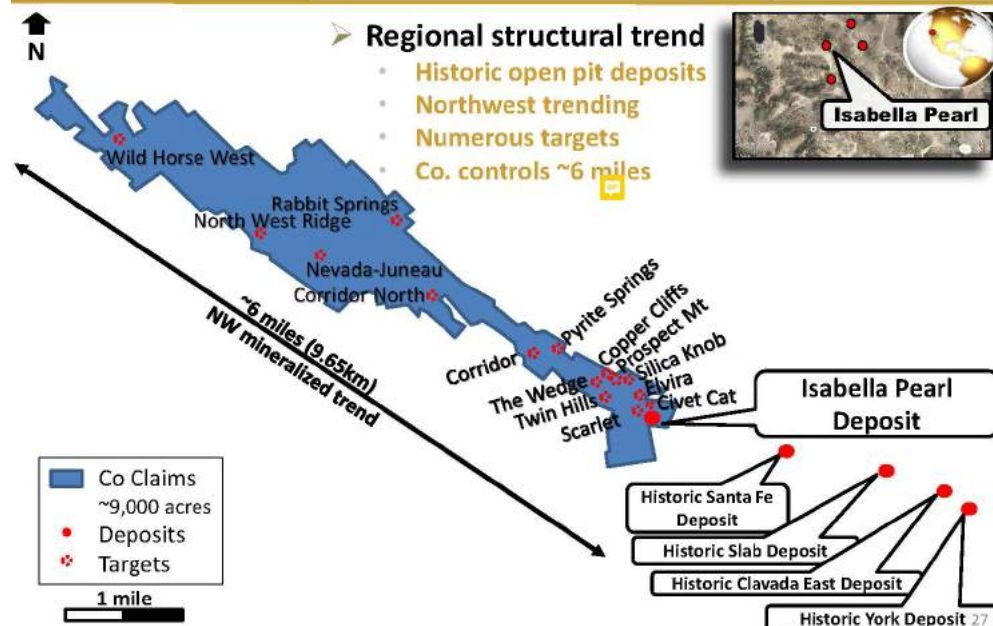 N
Regional structural trend
Historic open pit deposits
Northwest trending
Numerous targets
Co. controls ~6 miles
Isabella Pearl
Wild Horse West
Rabbit Springs
North West Ridge
Nevada-Juneau
Corridor North
~6 miles (9.65km)
NW mineralized trend
Corridor
Pyrite Springs
Copper Cliffs
Prospect Mt
Silica Knob
The Wedge
Elvira
Twin Hills
Civet Cat
Scarlet
Isabella Pearl
Deposit
Co Claims
~9,000 acres
Deposits
Targets
1 mile
Historic Santa Fe
Deposit
Historic Slab Deposit
Historic Clavada East Deposit
Historic York Deposit 27